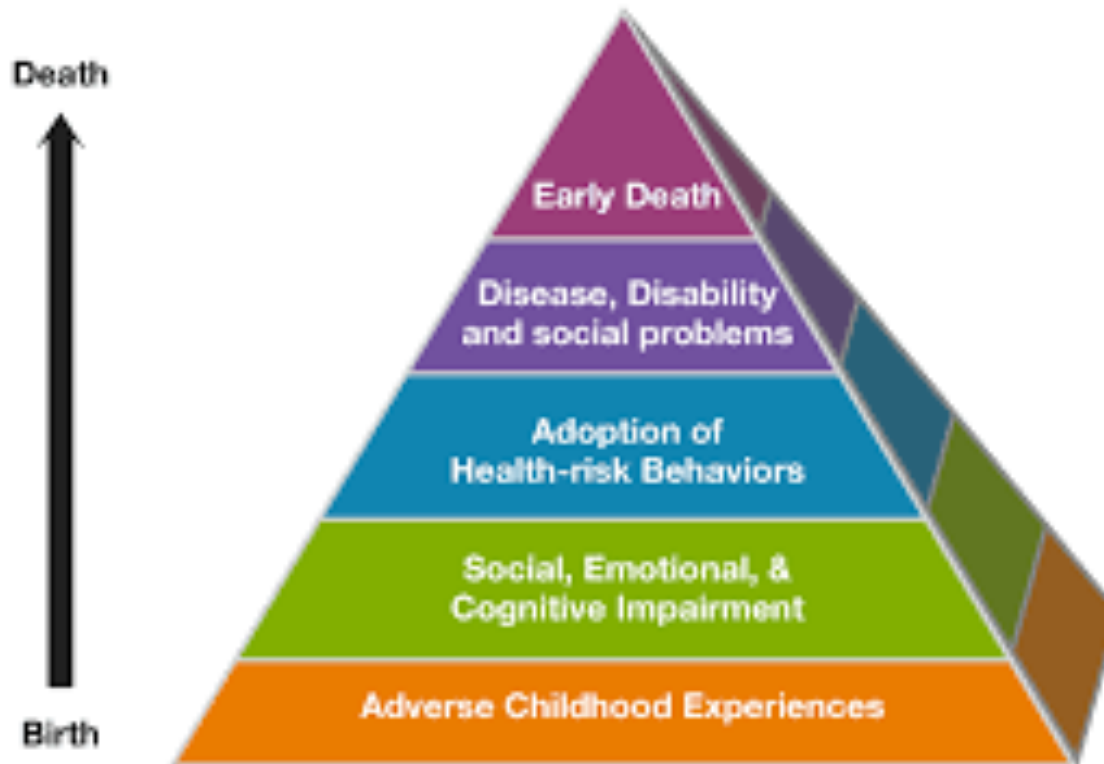 Death
Early Death
Disease, Disability
and social problems
Adoption of
Health-risk Behaviors
Social, Emotional, &
Cognitive Impairment
Adverse Childhood Experiences
Birth